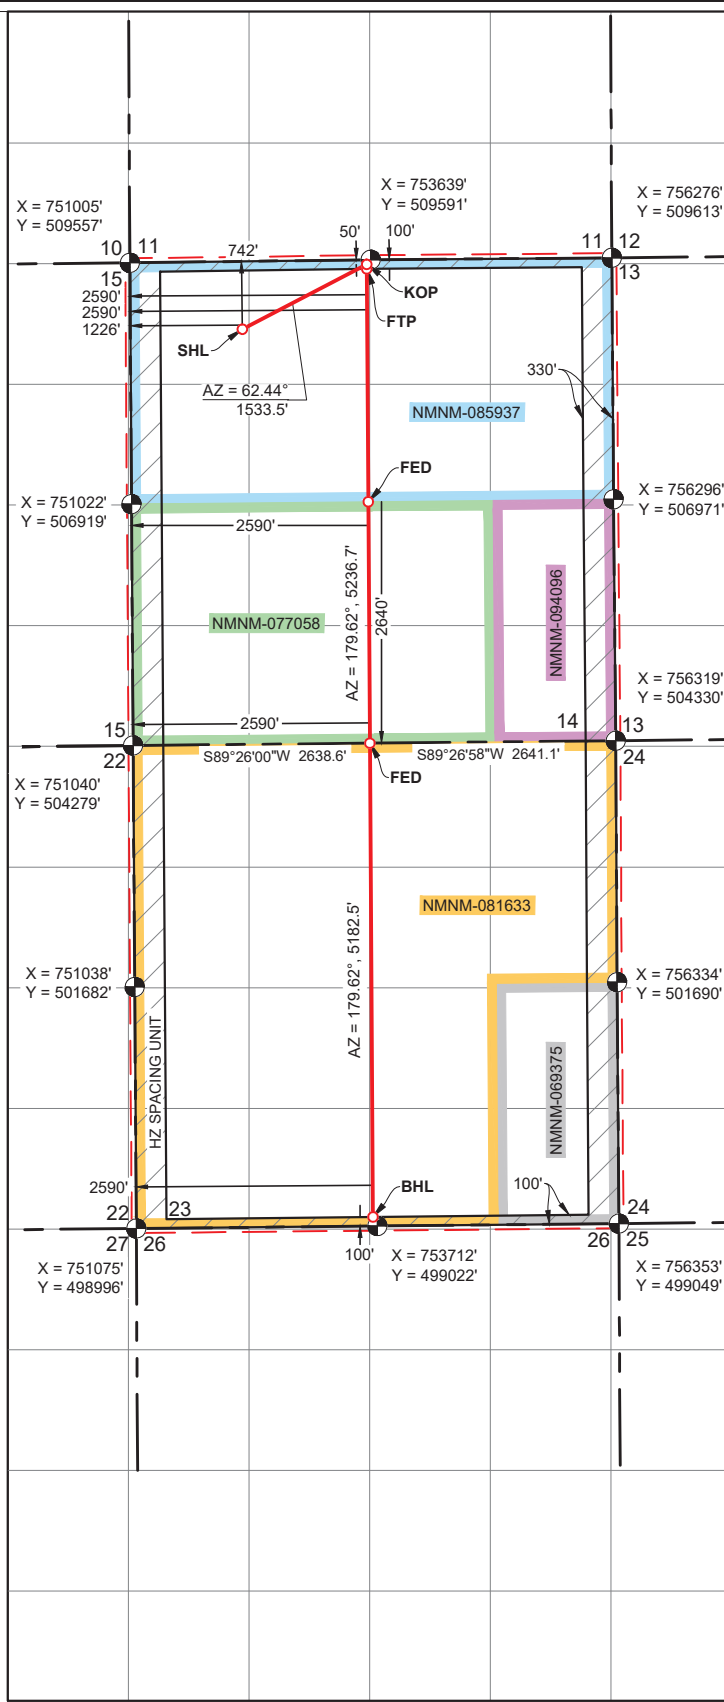 X = 753639'
Y = 509591'
X = 756276'
Y = 509613'
X = 751005'
Y = 509557'
50'
100'
742'
10
11
11
12
15
13
KOP
2590'
2590'
FTP
1226'
SHL
330'
AZ = 62.44°
1533.5'
NMNM-085937
FED
X = 751022'
Y = 506919'
X = 756296'
Y = 506971'
2590'
NMNM-077058
AZ = 179.62°, 5236.7'
2640'
NMNM-094096
X = 756319'
Y = 504330'
2590'
15
14
13
22
24
S89°26'00"W 2638.6'
S89°26'58"W 2641.1'
FED
X = 751040'
Y = 504279'
NMNM-081633
AZ = 179.62°, 5182.5'
X = 751038'
Y = 501682'
X = 756334'
Y = 501690'
HZ SPACING UNIT
NMNM-069375
2590'
BHL
100'
22
23
24
27
26
26
25
100'
X = 753712'
Y = 499022'
X = 751075'
Y = 498996'
X = 756353'
Y = 499049'